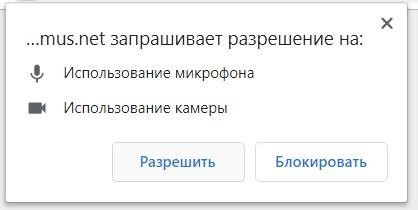 ...mus.net запрашивает разрешение на:
Использование микрофона
Использование камеры
Разрешить
Блокировать